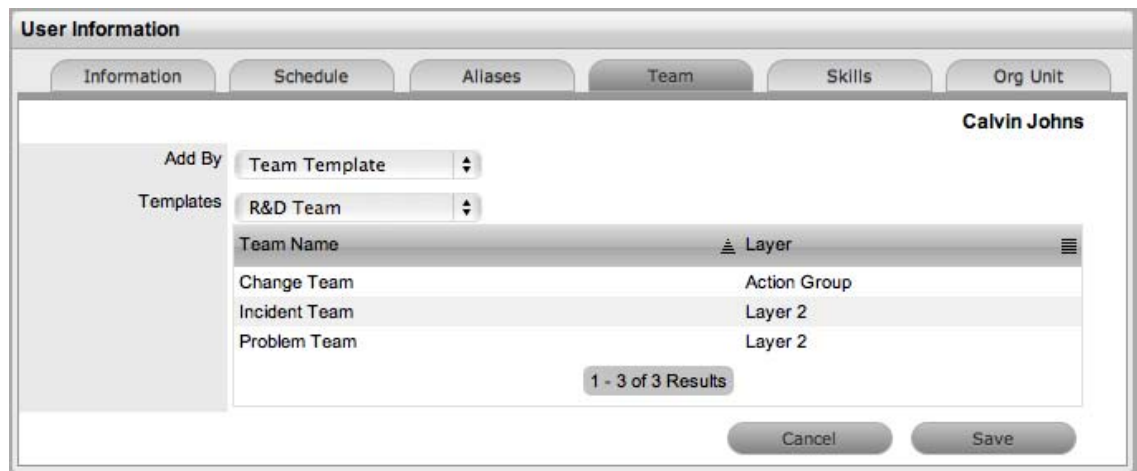 User Information
Information Schedule Aliases Team Skills Org Unit
Calvin Johns
Add By Team Template
Templates R&D Team
Team Name Layer
Change Team Action Group
Incident Team Layer 2
Problem Team Layer 2
1 - 3 of 3 Results
Cancel Save